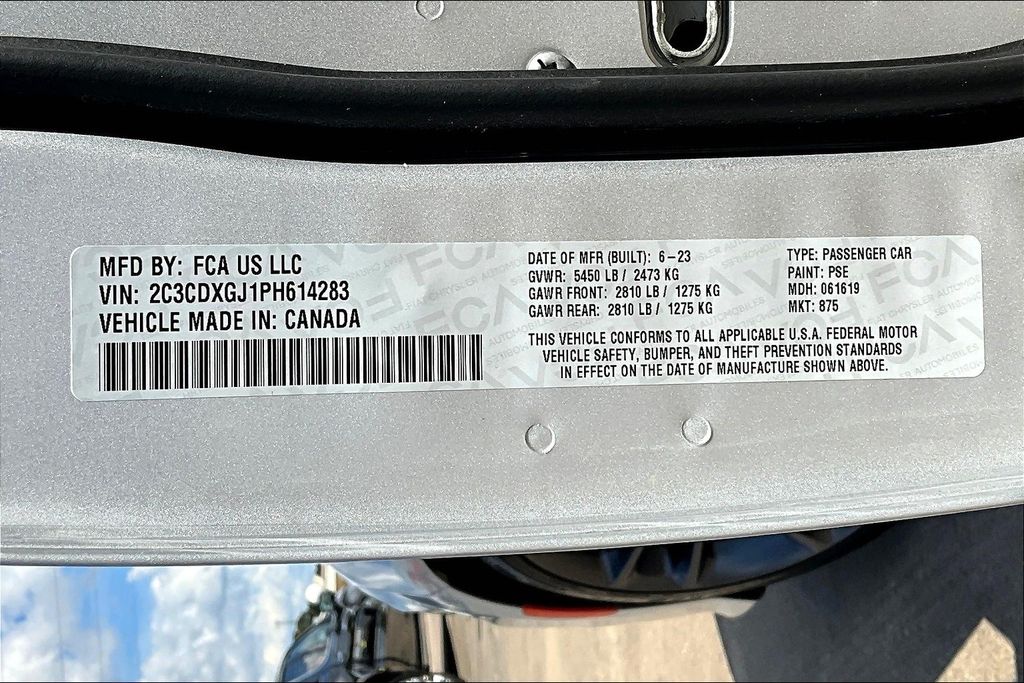 MFD BY: FCA US LLC
VIN: 2C3CDXGJ1PH614283
VEHICLE MADE IN: CANADA
DATE OF MFR (BUILT): 6-23
GVWR: 5450 LB / 2473 KG
GAWR FRONT: 2810 LB / 1275 KG
GAWR REAR: 2810 LB / 1275 KG
TYPE: PASSENGER CAR
PAINT: PSE
MDH: 061619
MKT: 875
THIS VEHICLE CONFORMS TO ALL APPLICABLE U.S.A. FEDERAL MOTOR
VEHICLE SAFETY, BUMPER, AND THEFT PREVENTION STANDARDS
IN EFFECT ON THE DATE OF MANUFACTURE SHOWN ABOVE.